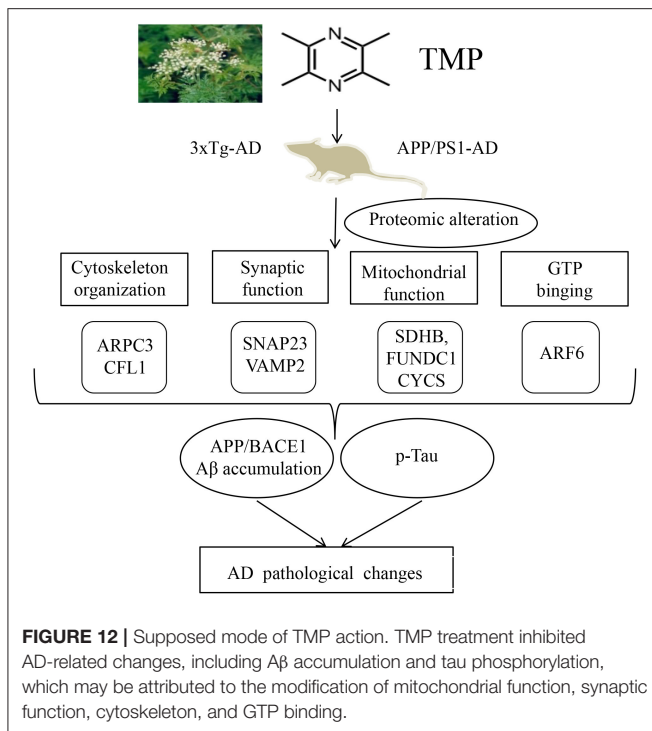 N
N
TMP
3xTg-AD
APP/PS1-AD
Proteomic alteration
Cytoskeleton
organization
Synaptic
function
Mitochondrial
function
GTP
binging
ARPC3
CFL1
SNAP23
VAMP2
SDHB,
FUNDC1
CYCS
ARF6
APP/BACE1
Aβ accumulation
p-Tau
AD pathological changes
FIGURE 12 | Supposed mode of TMP action. TMP treatment inhibited
AD-related changes, including Aβ accumulation and tau phosphorylation,
which may be attributed to the modification of mitochondrial function, synaptic
function, cytoskeleton, and GTP binding.